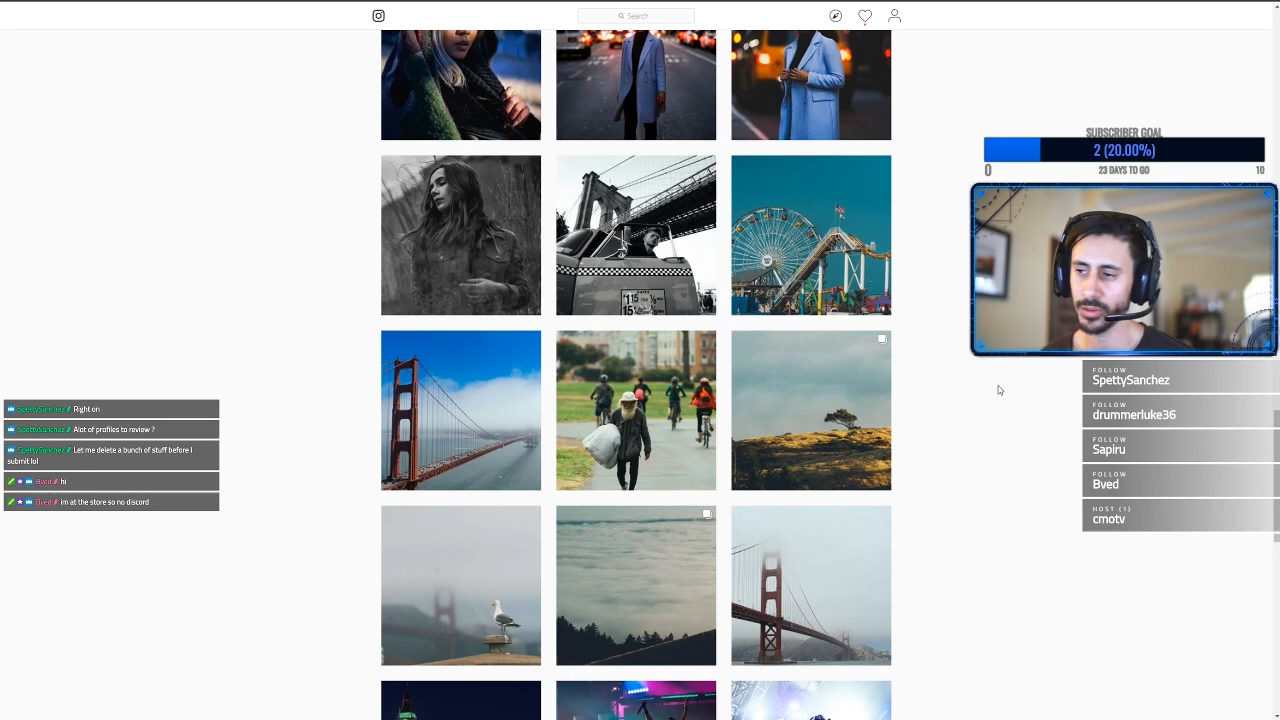 Search
SUBSCRIBER GOAL
2 (20.00%)
0
23 DAYS TO GO
10
FOLLOW
SpettySanchez
FOLLOW
drummerluke36
FOLLOW
Sapiru
FOLLOW
Bved
HOST (1)
cmotv
SpettySanchez // Right on
SpettySanchez // Alot of profiles to review ?
SpettySanchez // Let me delete a bunch of stuff before I
submit lol
Bved // hi
Bved // im at the store so no discord